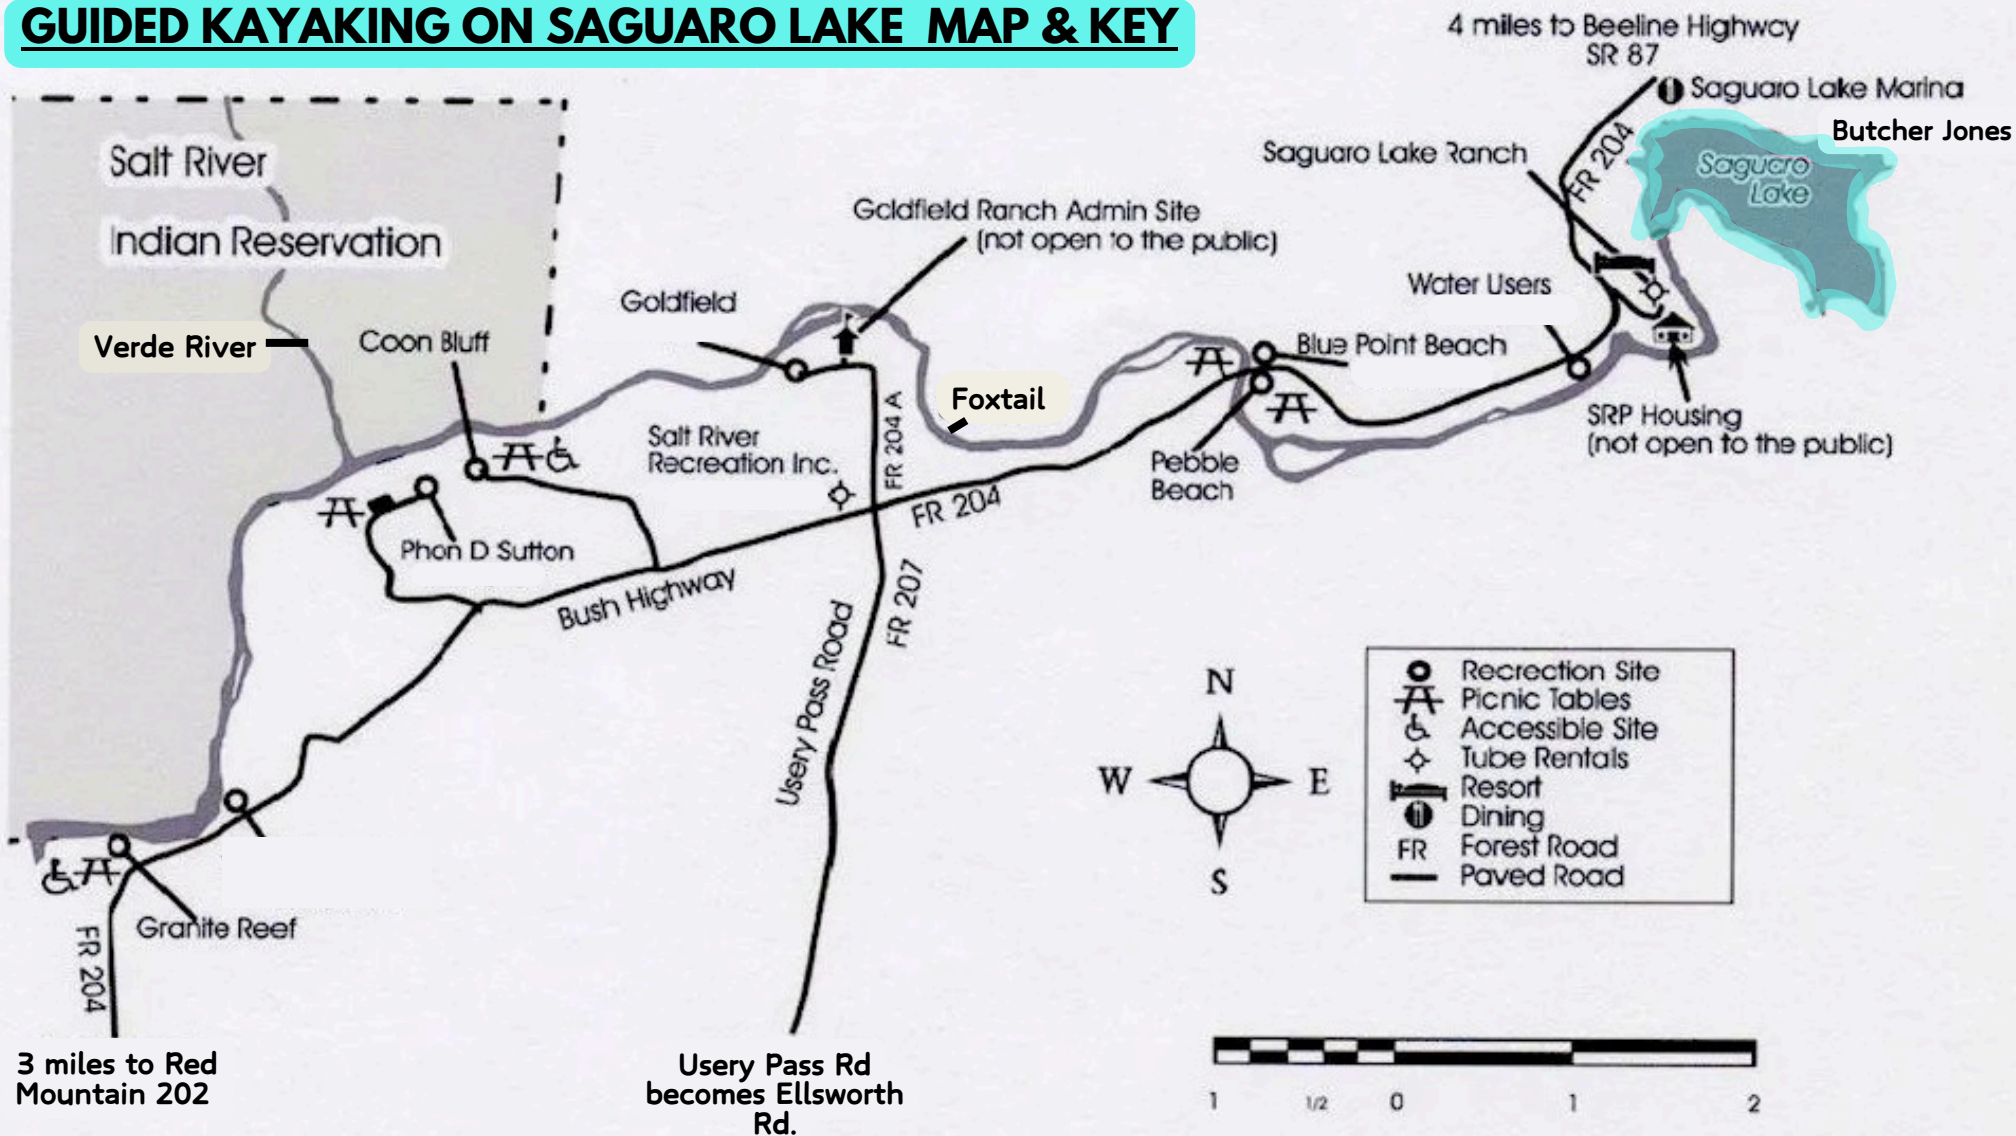 GUIDED KAYAKING ON SAGUARO LAKE MAP & KEY
4 miles to Beeline Highway
SR 87
Saguaro Lake Marina
Butcher Jones
Salt River
Indian Reservation
Saguaro Lake Ranch
FR 204
Saguaro
Lake
Goldfield Ranch Admin Site
(not open to the public)
Goldfield
Water Users
Verde River
Coon Bluff
Blue Point Beach
Foxtail
SRP Housing
(not open to the public)
Salt River
Recreation Inc.
FR 204 A
Pebble
Beach
FR 204
Phon D Sutton
Bush Highway
FR 207
Usery Pass Road
N
W
E
S
Recreation Site
Picnic Tables
Accessible Site
Tube Rentals
Resort
Dining
FR Forest Road
Paved Road
Granite Reef
FR 204
3 miles to Red
Mountain 202
Usery Pass Rd
becomes Ellsworth
Rd.
1 1/2 0 1 2